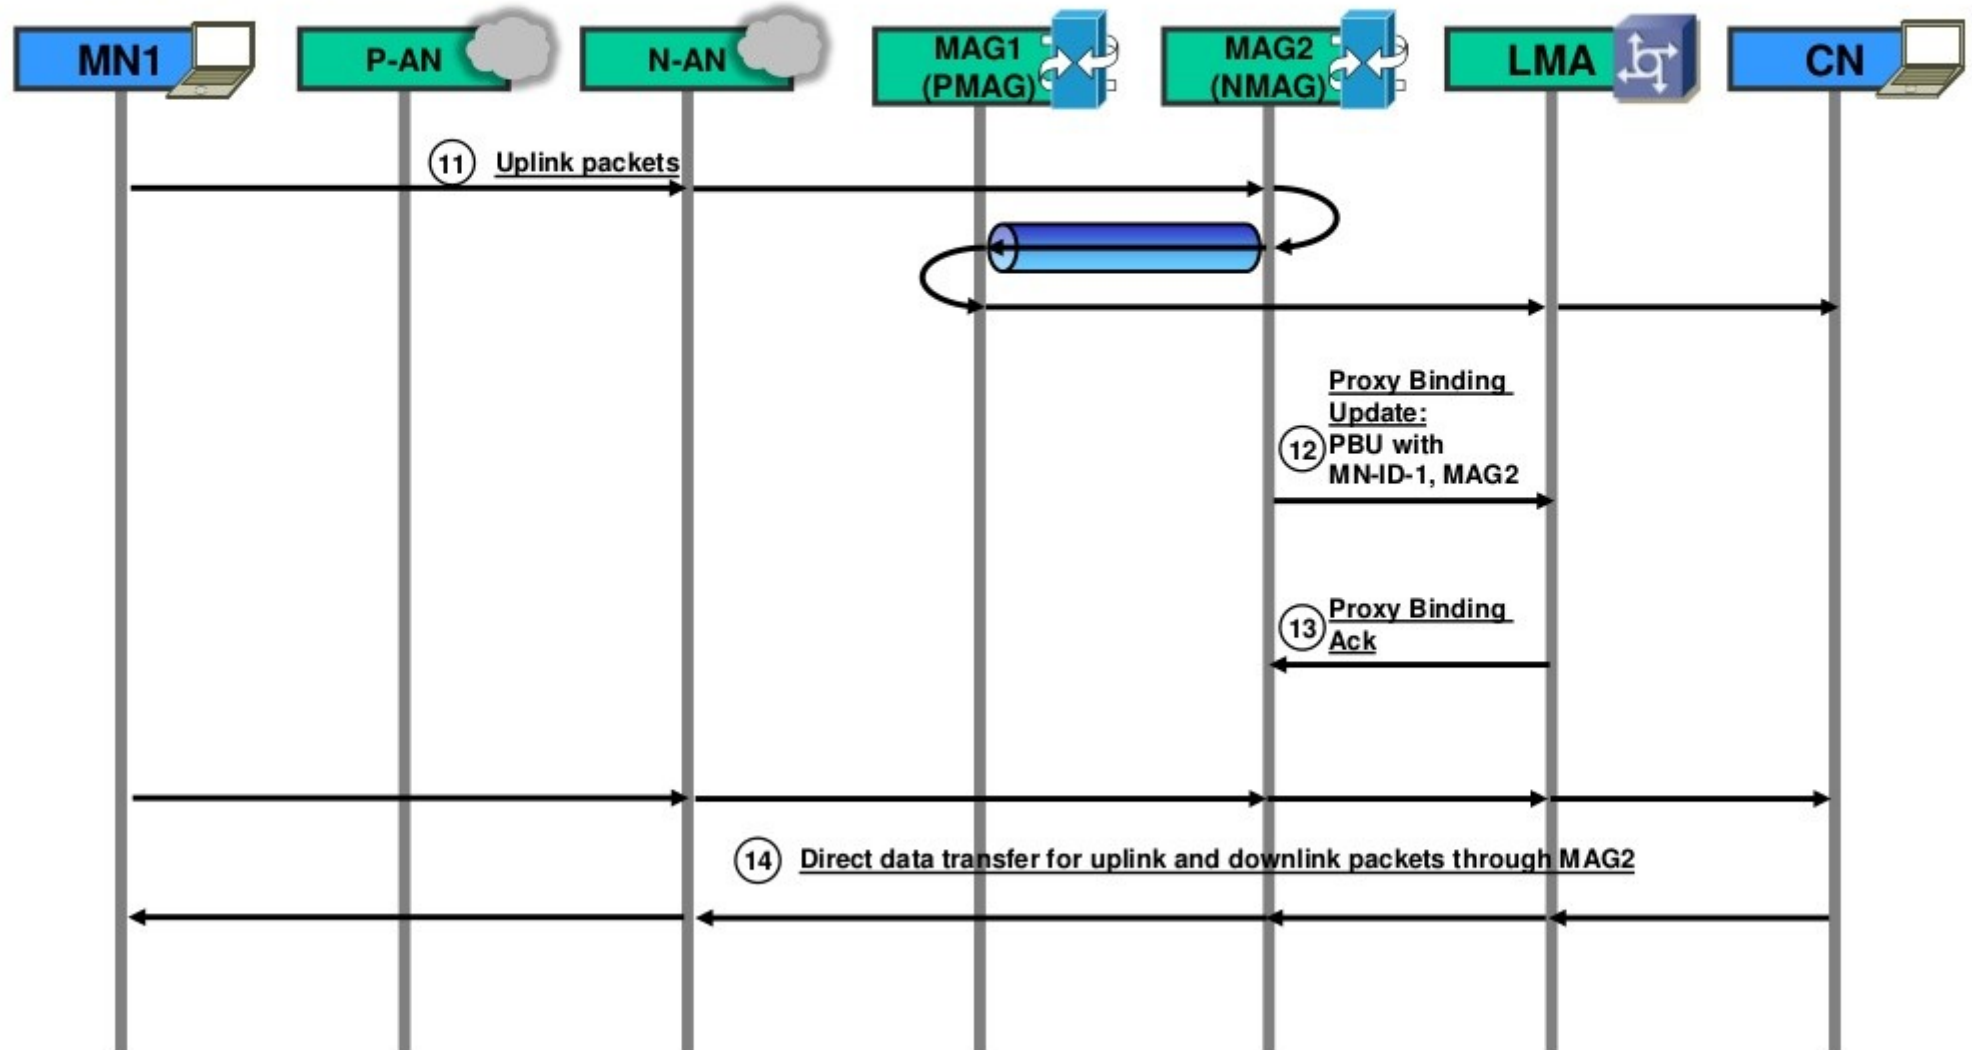 MN1
P-AN
N-AN
MAG1
(PMAG)
MAG2
(NMAG)
LMA
CN
11 Uplink packets
Proxy Binding
Update:
12 PBU with
MN-ID-1, MAG2
Proxy Binding
13 Ack
14 Direct data transfer for uplink and downlink packets through MAG2